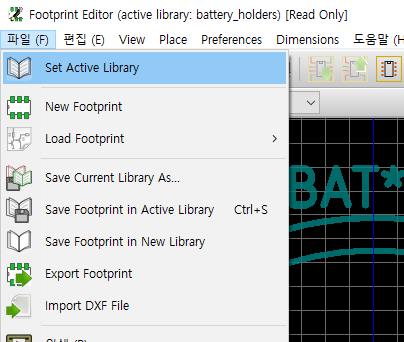 Footprint Editor (active library: battery_holders) [Read Only]
파일 (F) 편집 (E) View Place Preferences Dimensions 도움말 (H
Set Active Library
New Footprint
Load Footprint
Save Current Library As...
Save Footprint in Active Library Ctrl+S
Save Footprint in New Library
Export Footprint
Import DXF File
BAT*